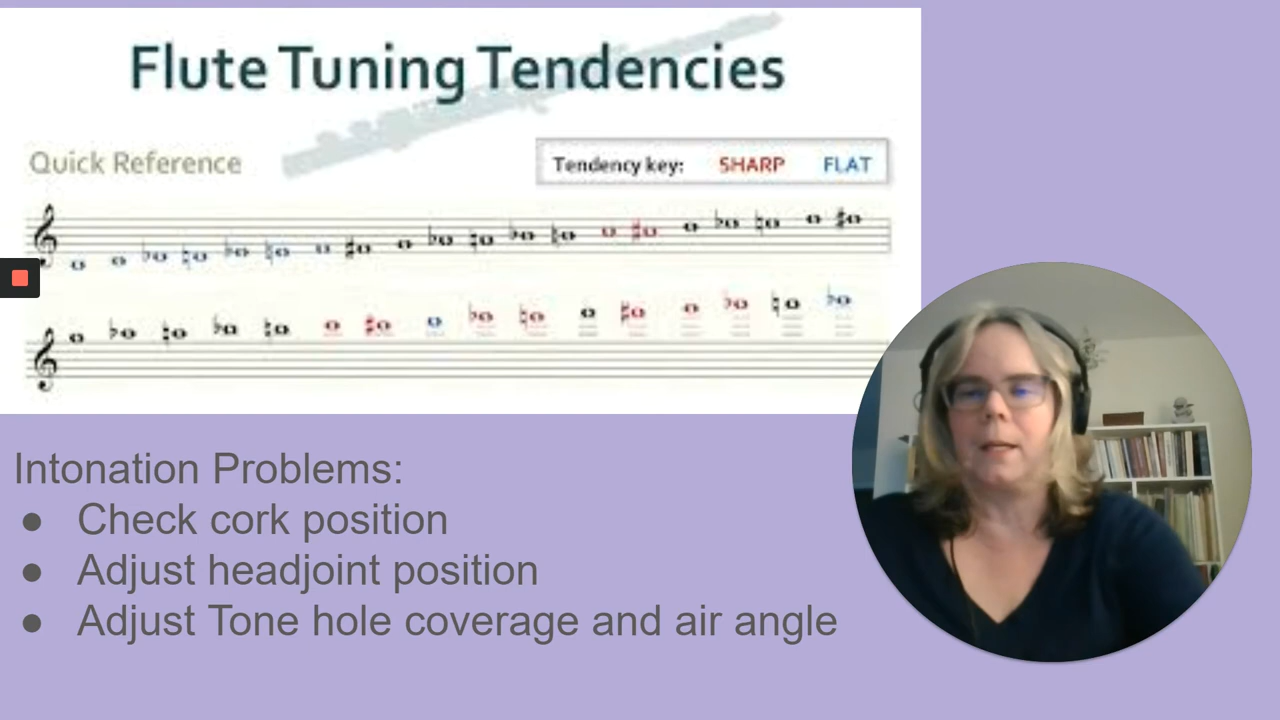 Flute Tuning Tendencies
Quick Reference
Tendency key: SHARP FLAT
Intonation Problems:
● Check cork position
● Adjust headjoint position
● Adjust Tone hole coverage and air angle